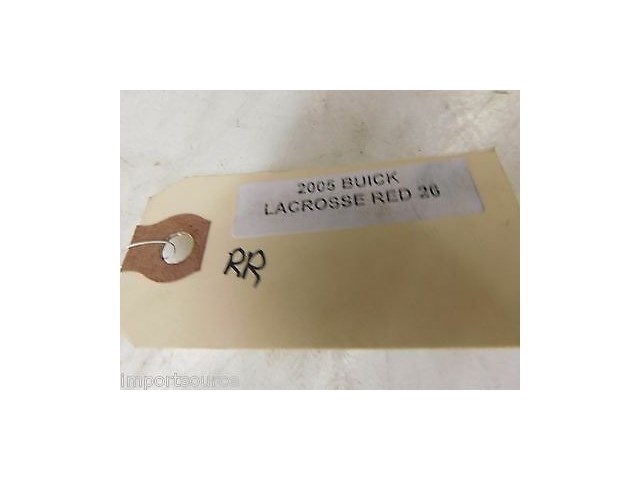 2005 BUICK
LACROSSE RED 26
RR
importsource